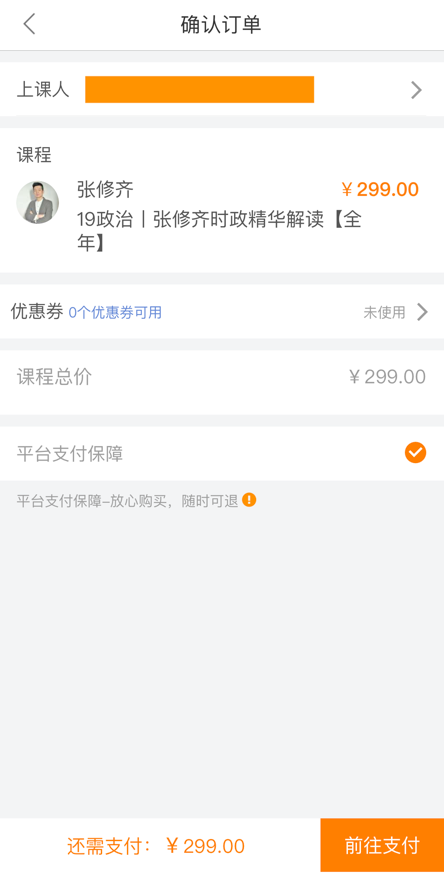 确认订单
上课人
课程
张修齐
￥299.00
19政治丨张修齐时政精华解读【全
年】
优惠券 0个优惠券可用
未使用
课程总价
￥299.00
平台支付保障
平台支付保障-放心购买，随时可退
还需支付：￥299.00
前往支付